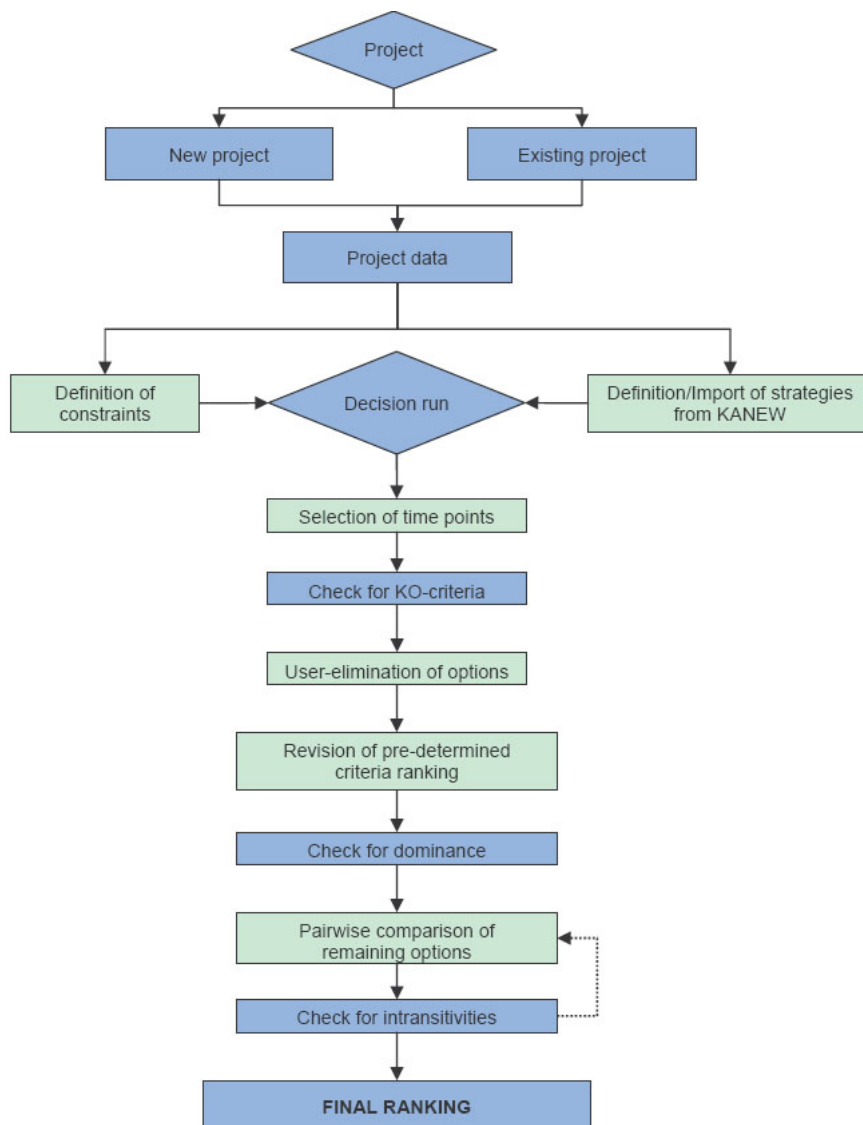 Project
New project
Existing project
Project data
Definition of
constraints
Decision run
Definition/Import of strategies
from KANEW
Selection of time points
Check for KO-criteria
User-elimination of options
Revision of pre-determined
criteria ranking
Check for dominance
Pairwise comparison of
remaining options
Check for intransitivities
FINAL RANKING